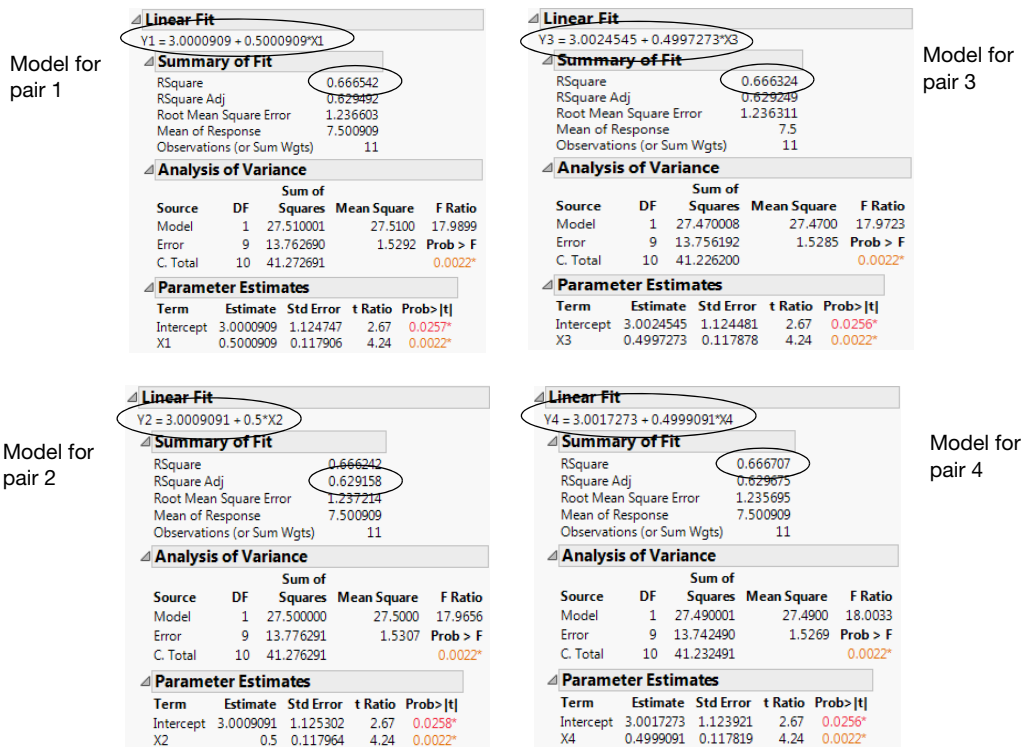 Model for
pair 1
Linear Fit
Y1 = 3.0000909 + 0.5000909*X1
Summary of Fit
RSquare 0.666542
RSquare Adj 0.629492
Root Mean Square Error 1.236603
Mean of Response 7.500909
Observations (or Sum Wgts) 11
Analysis of Variance
Sum of
Source DF Squares Mean Square F Ratio
Model 1 27.510001 27.5100 17.9899
Error 9 13.762690 1.5292 Prob > F
C. Total 10 41.272691 0.0022*
Parameter Estimates
Term Estimate Std Error t Ratio Prob>|t|
Intercept 3.0000909 1.124747 2.67 0.0257*
X1 0.5000909 0.117906 4.24 0.0022*
Linear Fit
Y3 = 3.0024545 + 0.4997273*X3
Summary of Fit
RSquare 0.666324
RSquare Adj 0.629249
Root Mean Square Error 1.236311
Mean of Response 7.5
Observations (or Sum Wgts) 11
Analysis of Variance
Sum of
Source DF Squares Mean Square F Ratio
Model 1 27.470008 27.4700 17.9723
Error 9 13.756192 1.5285 Prob > F
C. Total 10 41.226200 0.0022*
Parameter Estimates
Term Estimate Std Error t Ratio Prob>|t|
Intercept 3.0024545 1.124481 2.67 0.0256*
X3 0.4997273 0.117878 4.24 0.0022*
Model for
pair 3
Model for
pair 2
Linear Fit
Y2 = 3.0009091 + 0.5*X2
Summary of Fit
RSquare 0.666242
RSquare Adj 0.629158
Root Mean Square Error 1.237214
Mean of Response 7.500909
Observations (or Sum Wgts) 11
Analysis of Variance
Sum of
Source DF Squares Mean Square F Ratio
Model 1 27.500000 27.5000 17.9656
Error 9 13.776291 1.5307 Prob > F
C. Total 10 41.276291 0.0022*
Parameter Estimates
Term Estimate Std Error t Ratio Prob>|t|
Intercept 3.0009091 1.125302 2.67 0.0258*
X2 0.5 0.117964 4.24 0.0022*
Linear Fit
Y4 = 3.0017273 + 0.4999091*X4
Summary of Fit
RSquare 0.666707
RSquare Adj 0.629675
Root Mean Square Error 1.235695
Mean of Response 7.500909
Observations (or Sum Wgts) 11
Analysis of Variance
Sum of
Source DF Squares Mean Square F Ratio
Model 1 27.490001 27.4900 18.0033
Error 9 13.742490 1.5269 Prob > F
C. Total 10 41.232491 0.0022*
Parameter Estimates
Term Estimate Std Error t Ratio Prob>|t|
Intercept 3.0017273 1.123921 2.67 0.0256*
X4 0.4999091 0.117819 4.24 0.0022*
Model for
pair 4